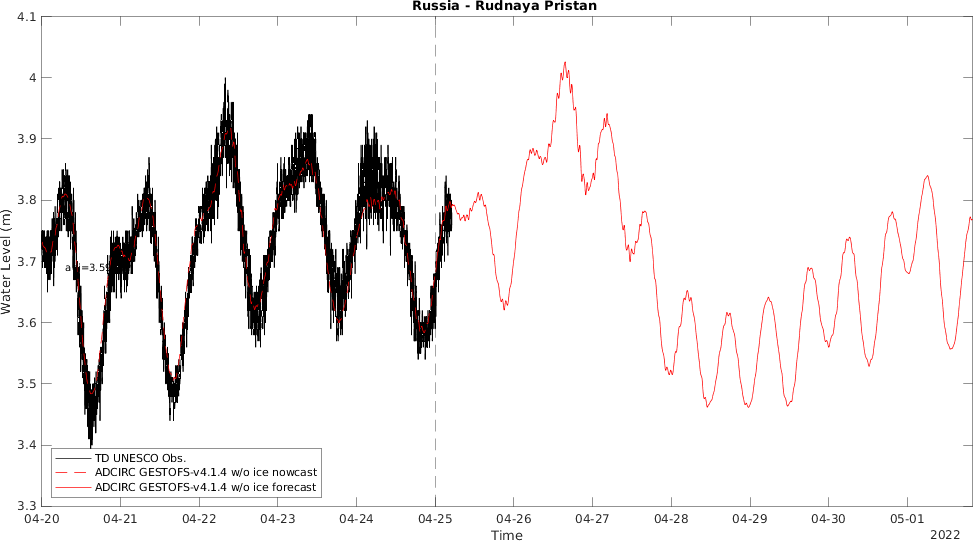 Russia - Rudnaya Pristan
4.1
4
3.9
3.8
3.7
3.6
3.5
3.4
3.3
Water Level (m)
TD UNESCO Obs.
ADCIRC GESTOFS-v4.1.4 w/o ice nowcast
ADCIRC GESTOFS-v4.1.4 w/o ice forecast
04-20 04-21 04-22 04-23 04-24 04-25 04-26 04-27 04-28 04-29 04-30 05-01
Time
2022